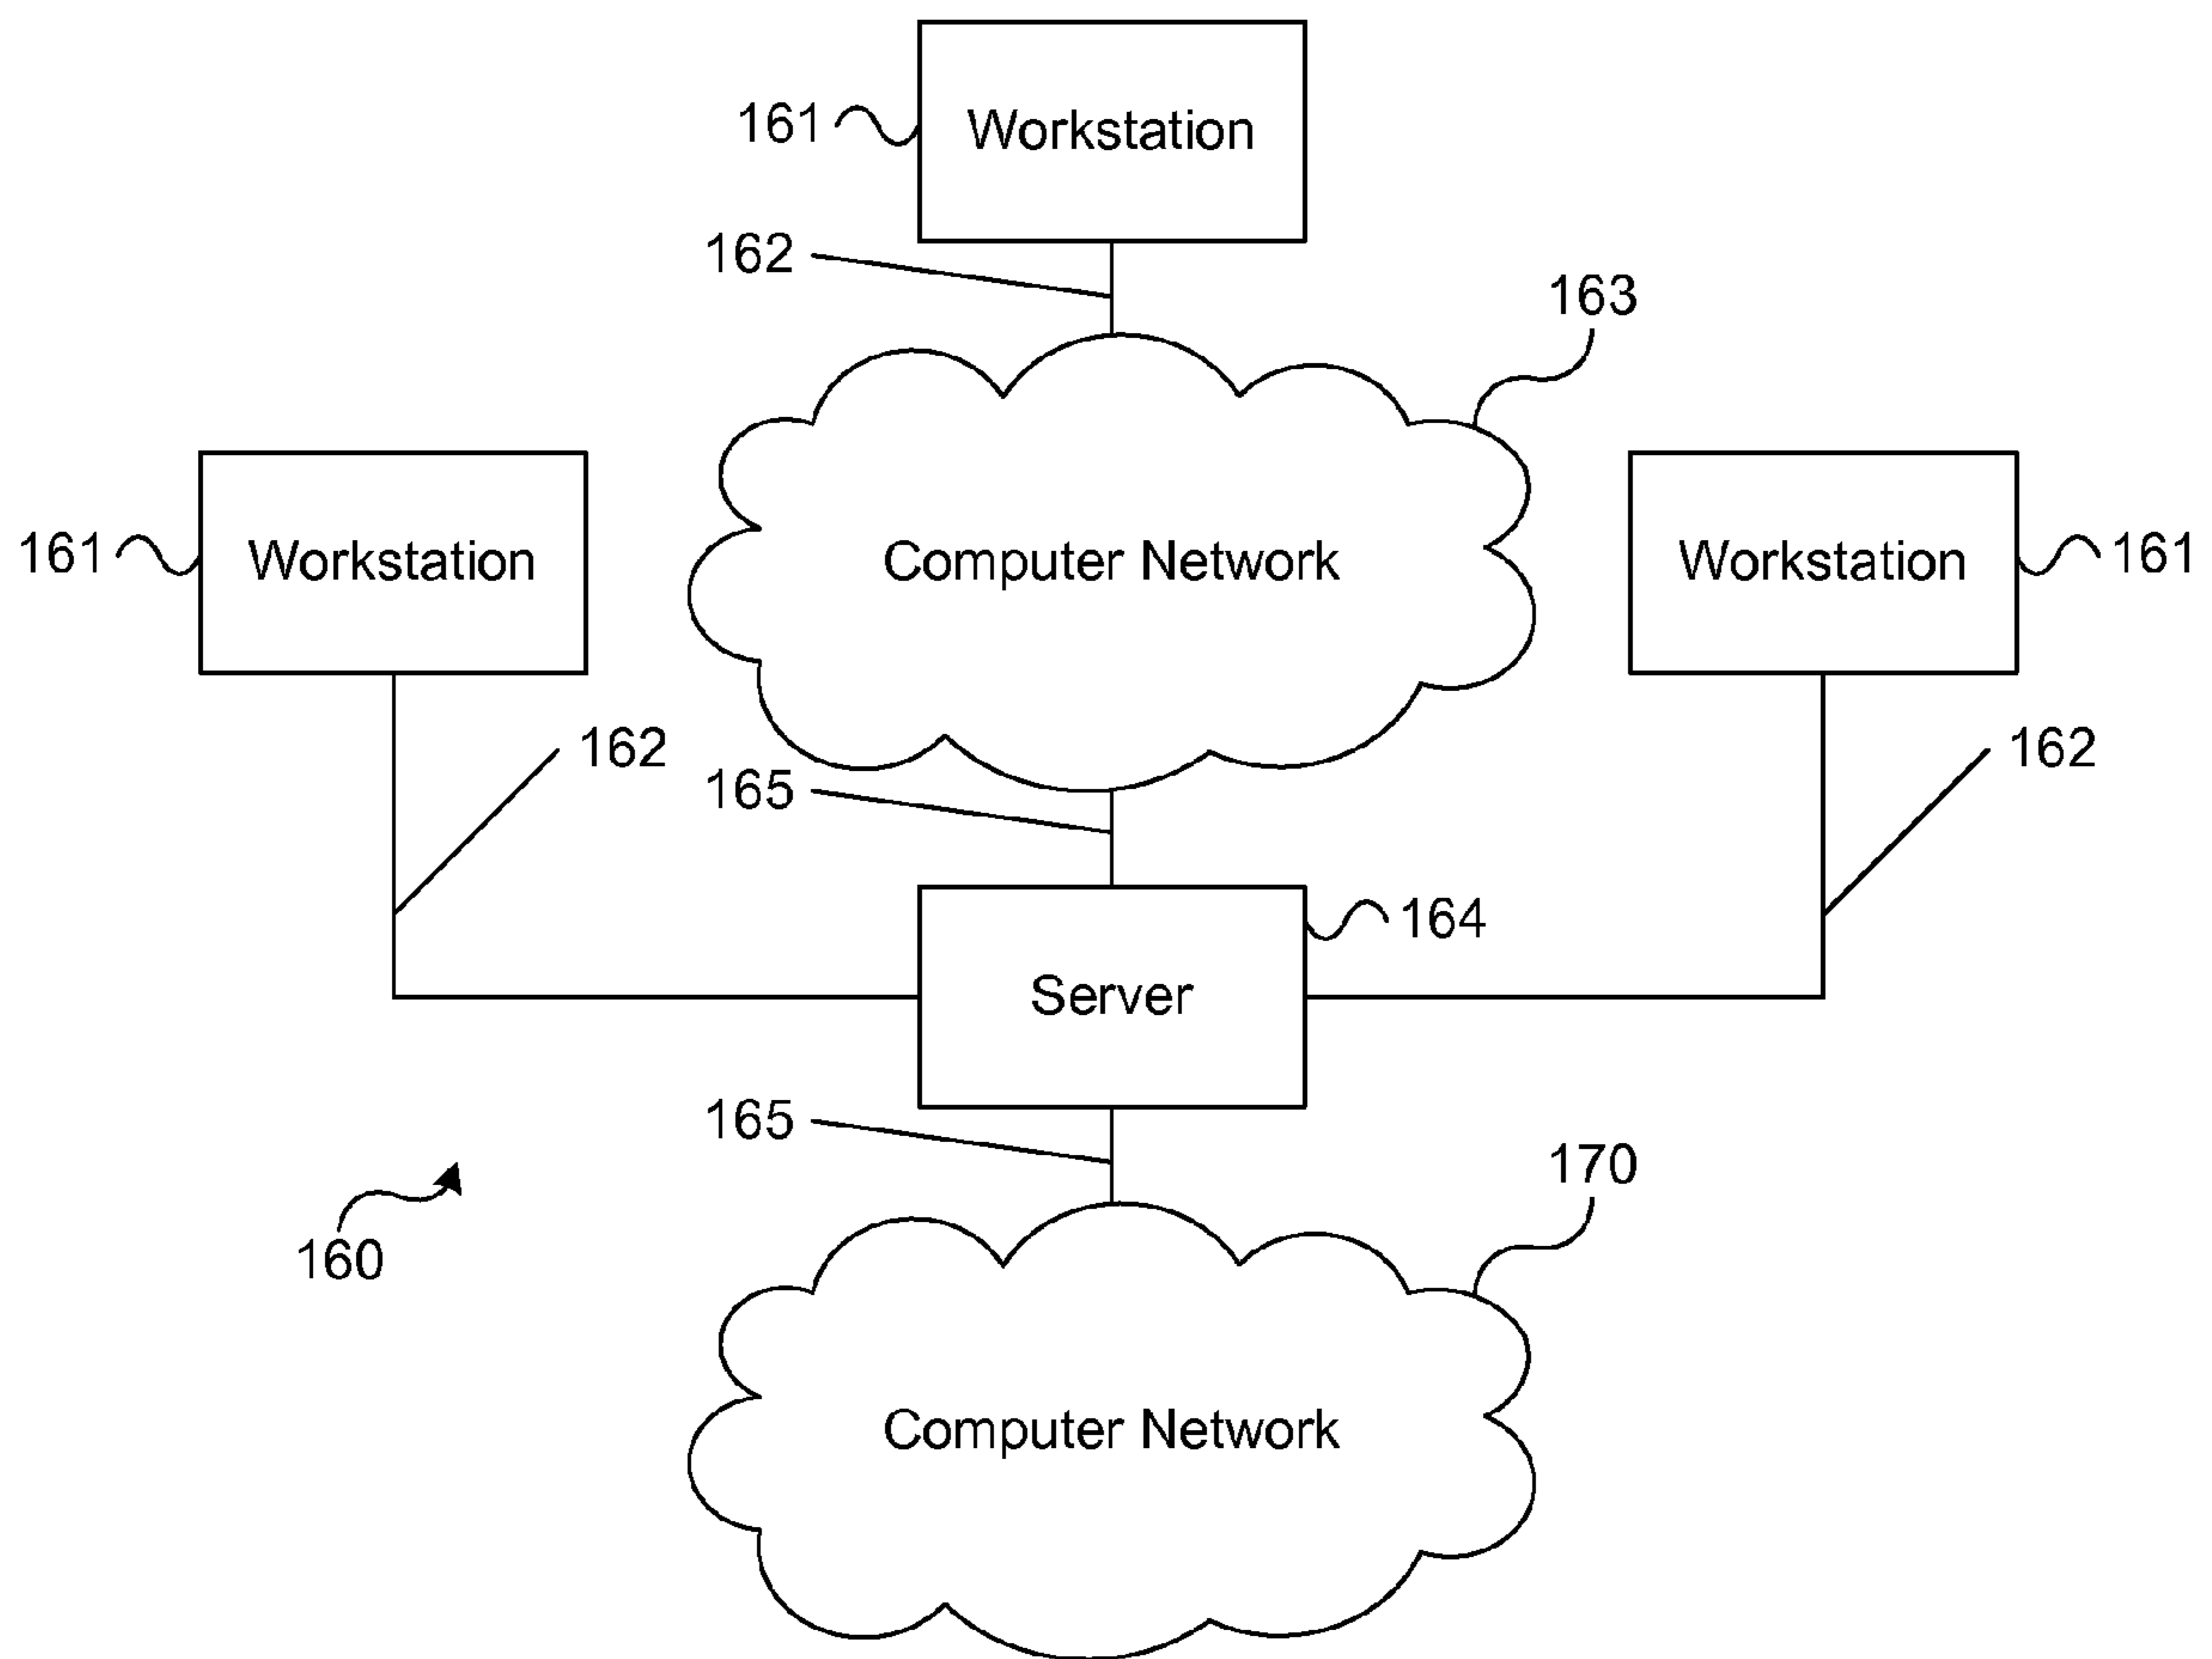 161
Workstation
162
163
161
Workstation
Computer Network
Workstation
161
162
165
162
164
Server
165
170
160
Computer Network